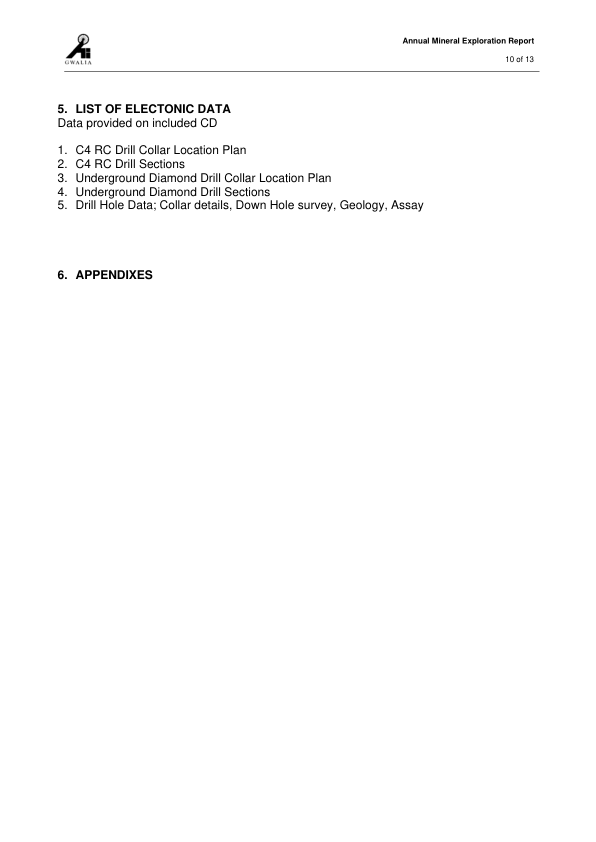 GWALIA
Annual Mineral Exploration Report
10 of 13
5. LIST OF ELECTONIC DATA
Data provided on included CD
1. C4 RC Drill Collar Location Plan
2. C4 RC Drill Sections
3. Underground Diamond Drill Collar Location Plan
4. Underground Diamond Drill Sections
5. Drill Hole Data; Collar details, Down Hole survey, Geology, Assay
6. APPENDIXES